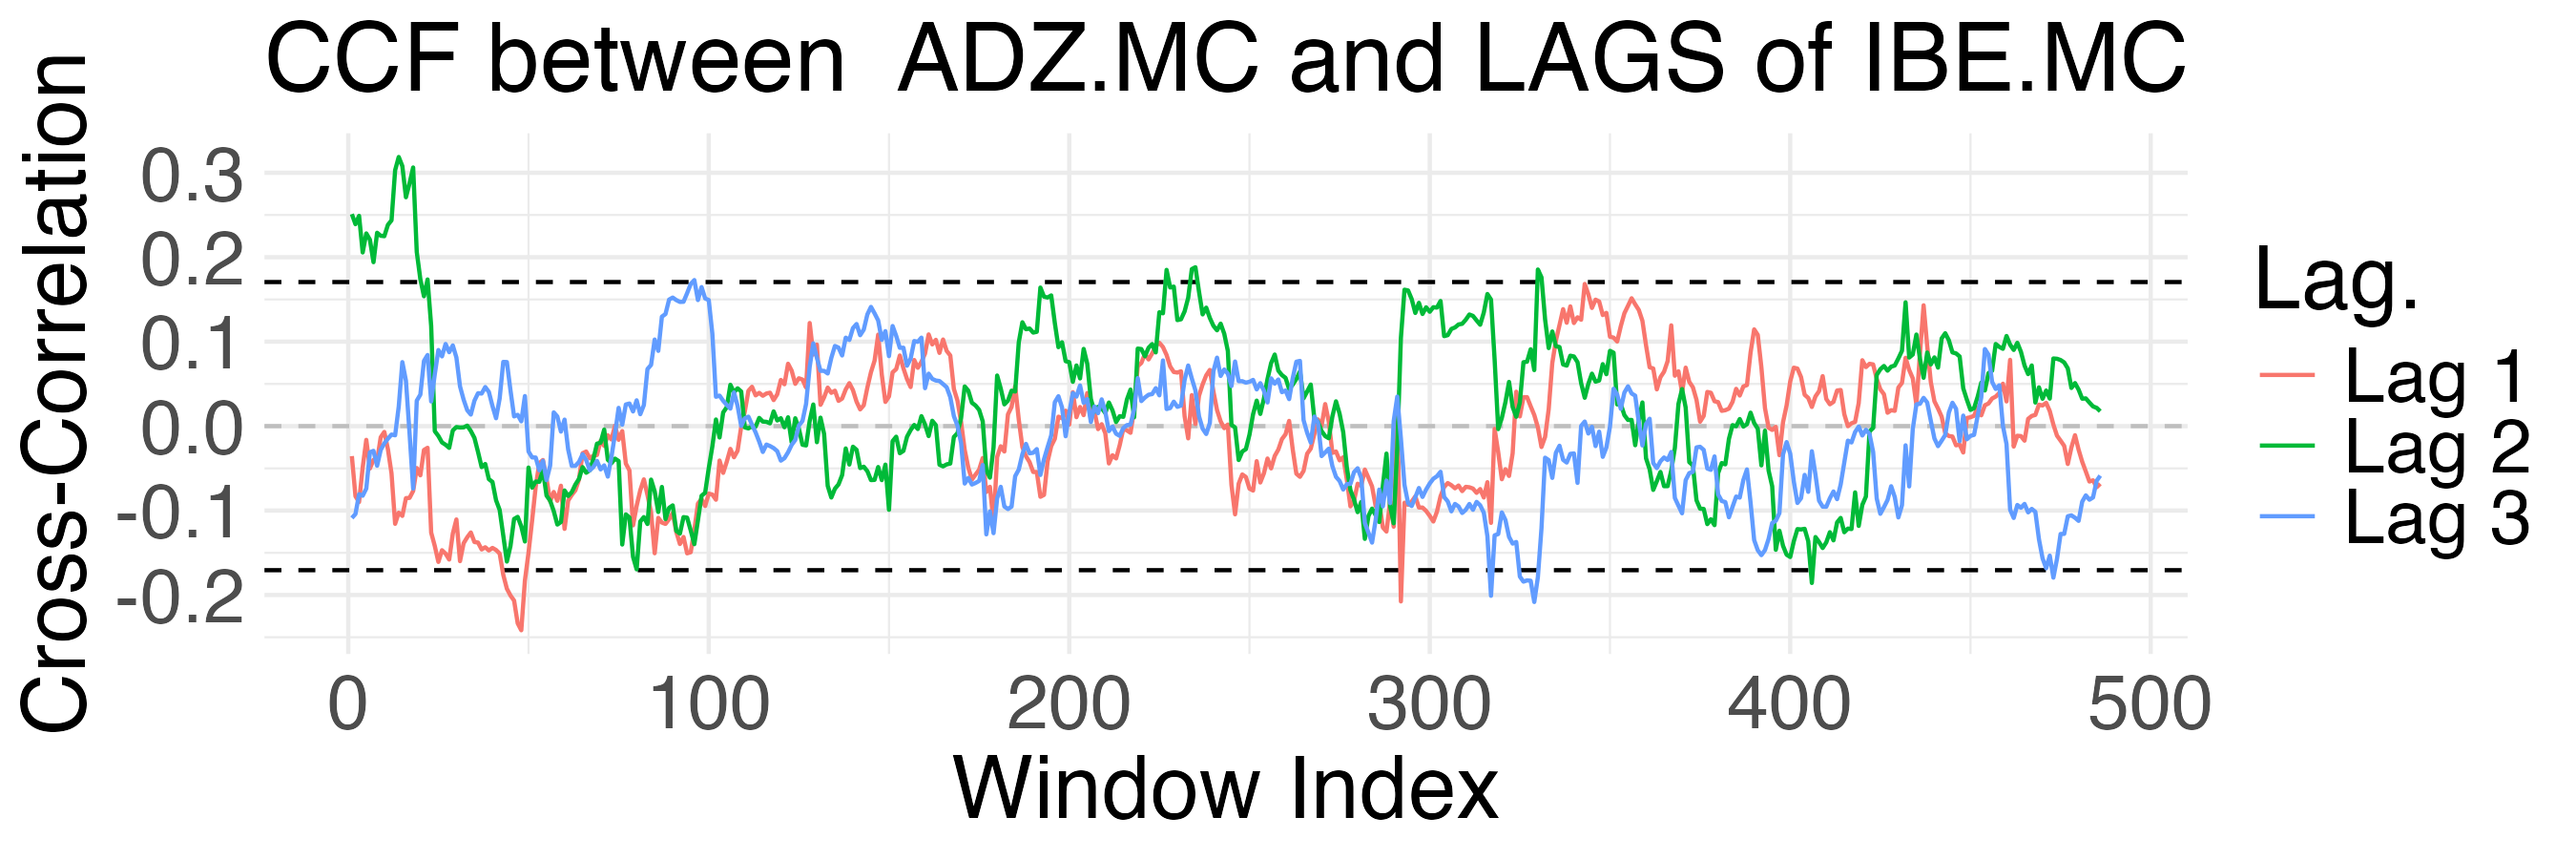 CCF between  ADZ.MC and LAGS of IBE.MC
Cross-Correlation
0.3
0.2
0.1
0.0
-0.1
-0.2
0 100 200 300 400 500
Window Index
Lag.
Lag 1
Lag 2
Lag 3